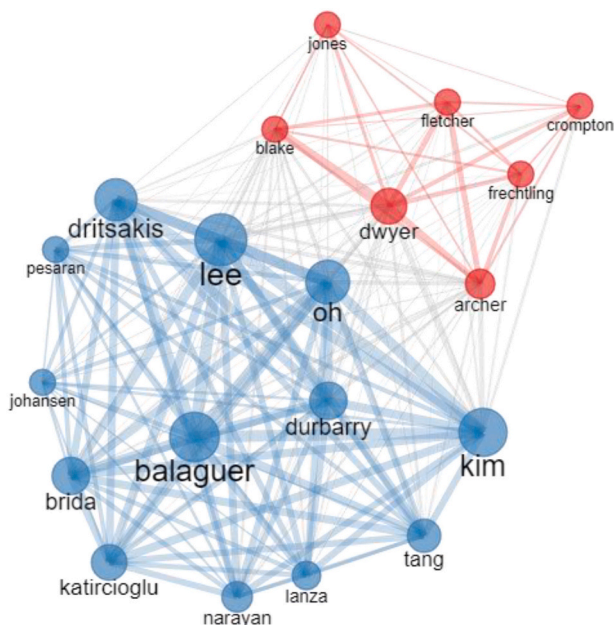 jones
fletcher
crompton
blake
frechtling
dwyer
dritsakis
pesaran
lee
oh
archer
johansen
durbarry
balaguer
kim
brida
tang
katircioglu
lanza
narayan